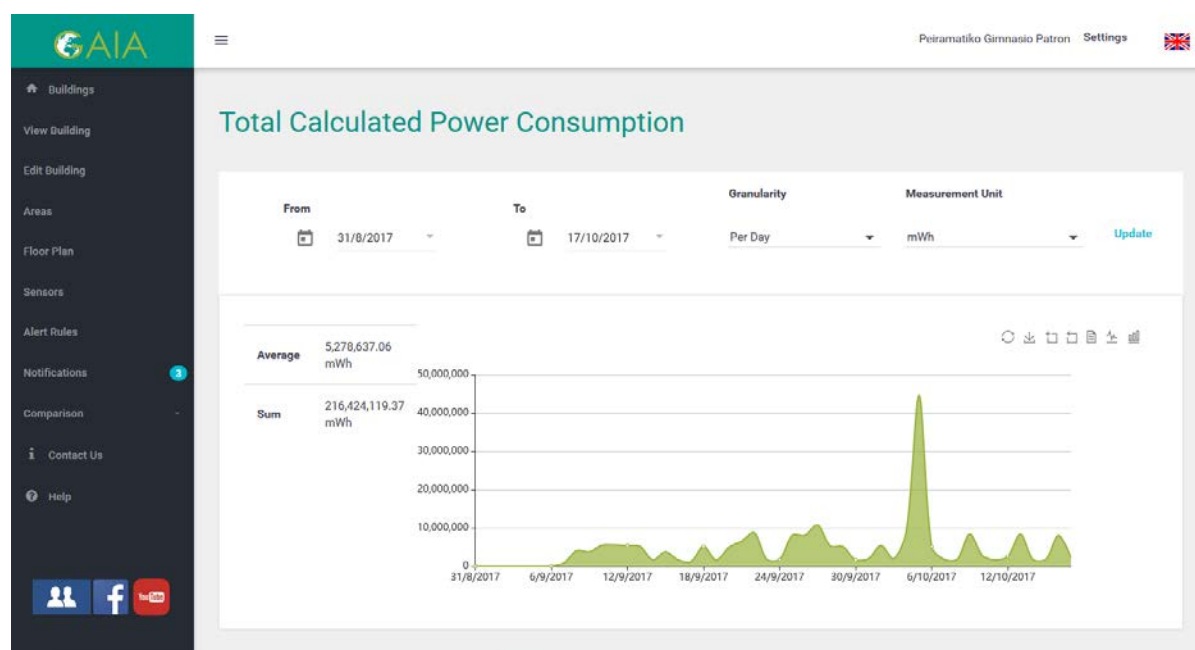 GAIA
Peiramatiko Gimnasio Patron Settings
Buildings
View Building
Edit Building
Areas
Floor Plan
Sensors
Alert Rules
Notifications 3
Comparison
i Contact Us
? Help
You Tube
Total Calculated Power Consumption
From
31/8/2017
To
17/10/2017
Granularity
Per Day
Measurement Unit
mWh
Update
Average 5,278,637.06
mWh
Sum 216,424,119.37
mWh
50,000,000
40,000,000
30,000,000
20,000,000
10,000,000
0
31/8/2017 6/9/2017 12/9/2017 18/9/2017 24/9/2017 30/9/2017 6/10/2017 12/10/2017